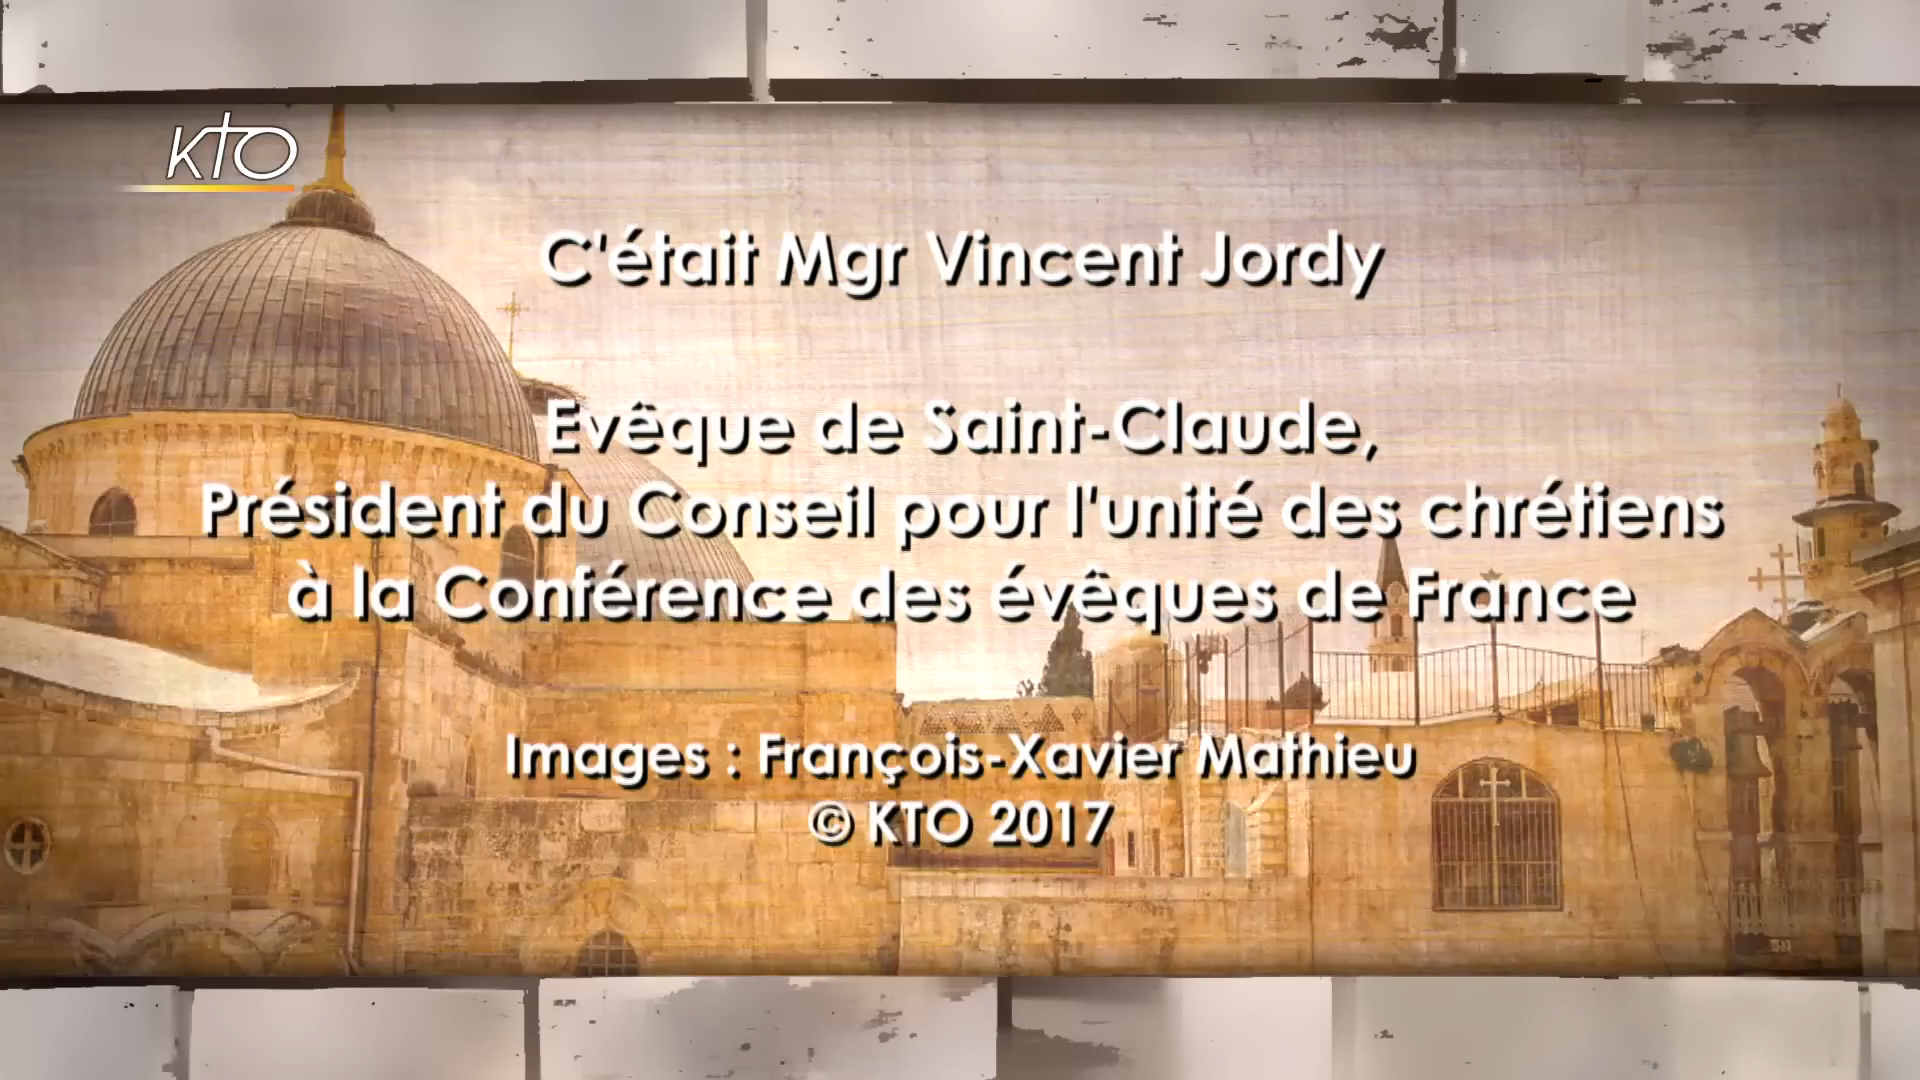 KTO
C'était Mgr Vincent Jordy
Evêque de Saint-Claude,
Président du Conseil pour l'unité des chrétiens
à la Conférence des évêques de France
Images : François-Xavier Mathieu
© KTO 2017